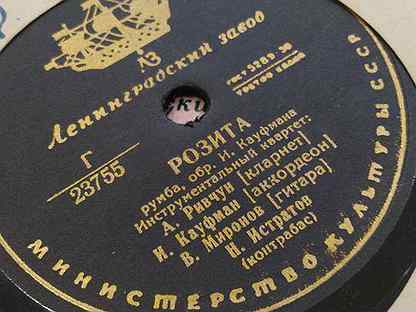 ЛЗ
Ленинградский завод
ГОСТ 5289-50
Г
23755
РОЗИТА
румба, обр. И. Кауфмана
Инструментальный квартет:
А. Ривчун [кларнет]
И. Кауфман [аккордеон]
В. Миронов [гитара]
Н. Истратов
(контрабас)
МИНИСТЕРСТВО КУЛЬТУРЫ СССР